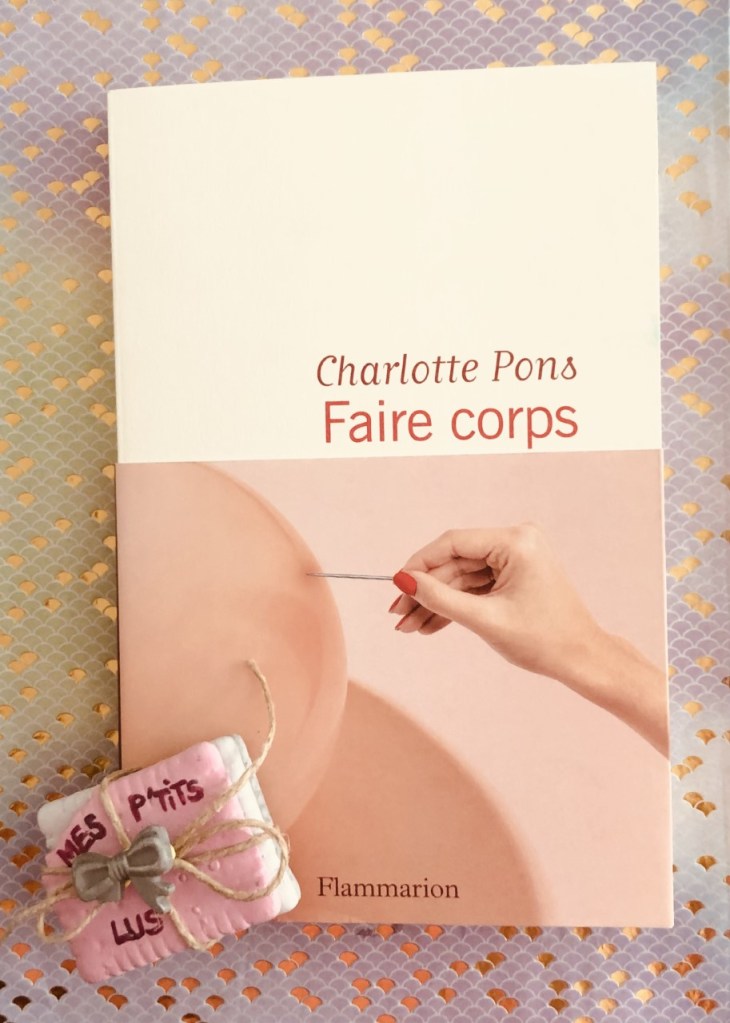 Charlotte Pons
Faire corps
Flammarion
MES P'TITS
LUS